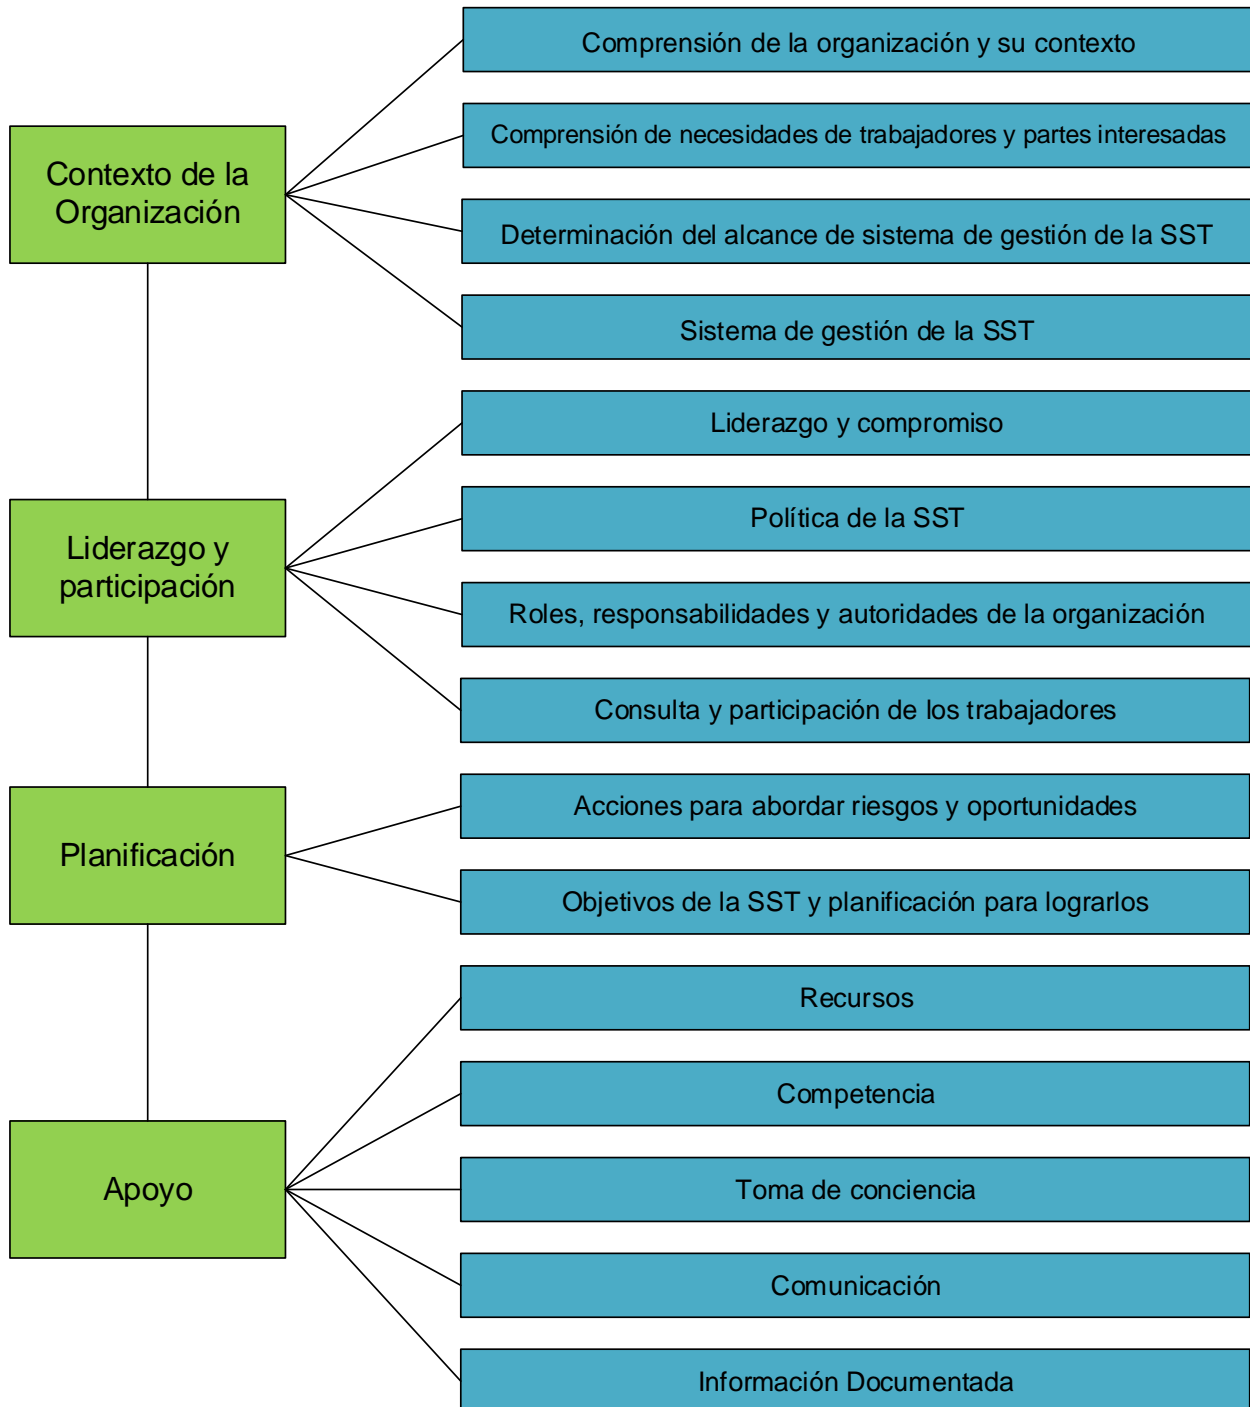 Contexto de la
Organización
Comprensión de la organización y su contexto
Comprensión de necesidades de trabajadores y partes interesadas
Determinación del alcance de sistema de gestión de la SST
Sistema de gestión de la SST
Liderazgo y
participación
Liderazgo y compromiso
Política de la SST
Roles, responsabilidades y autoridades de la organización
Consulta y participación de los trabajadores
Planificación
Acciones para abordar riesgos y oportunidades
Objetivos de la SST y planificación para lograrlos
Apoyo
Recursos
Competencia
Toma de conciencia
Comunicación
Información Documentada